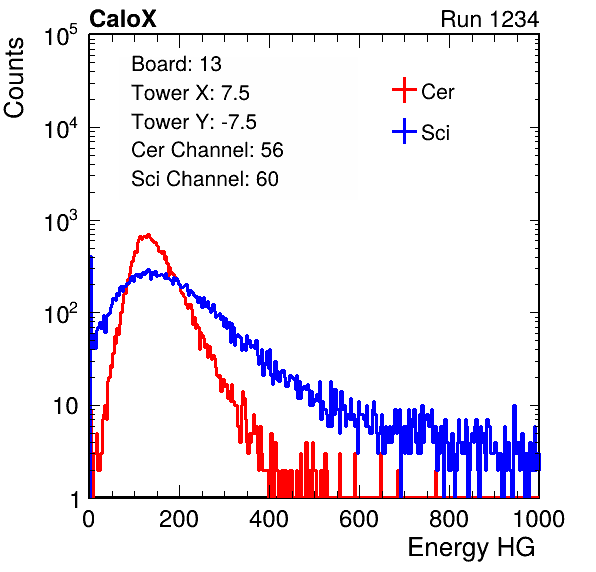 CaloX Run 1234
Counts
Board: 13
Tower X: 7.5
Tower Y: -7.5
Cer Channel: 56
Sci Channel: 60
Cer
Sci
10^5
10^4
10^3
10^2
10
1
0 200 400 600 800 1000
Energy HG